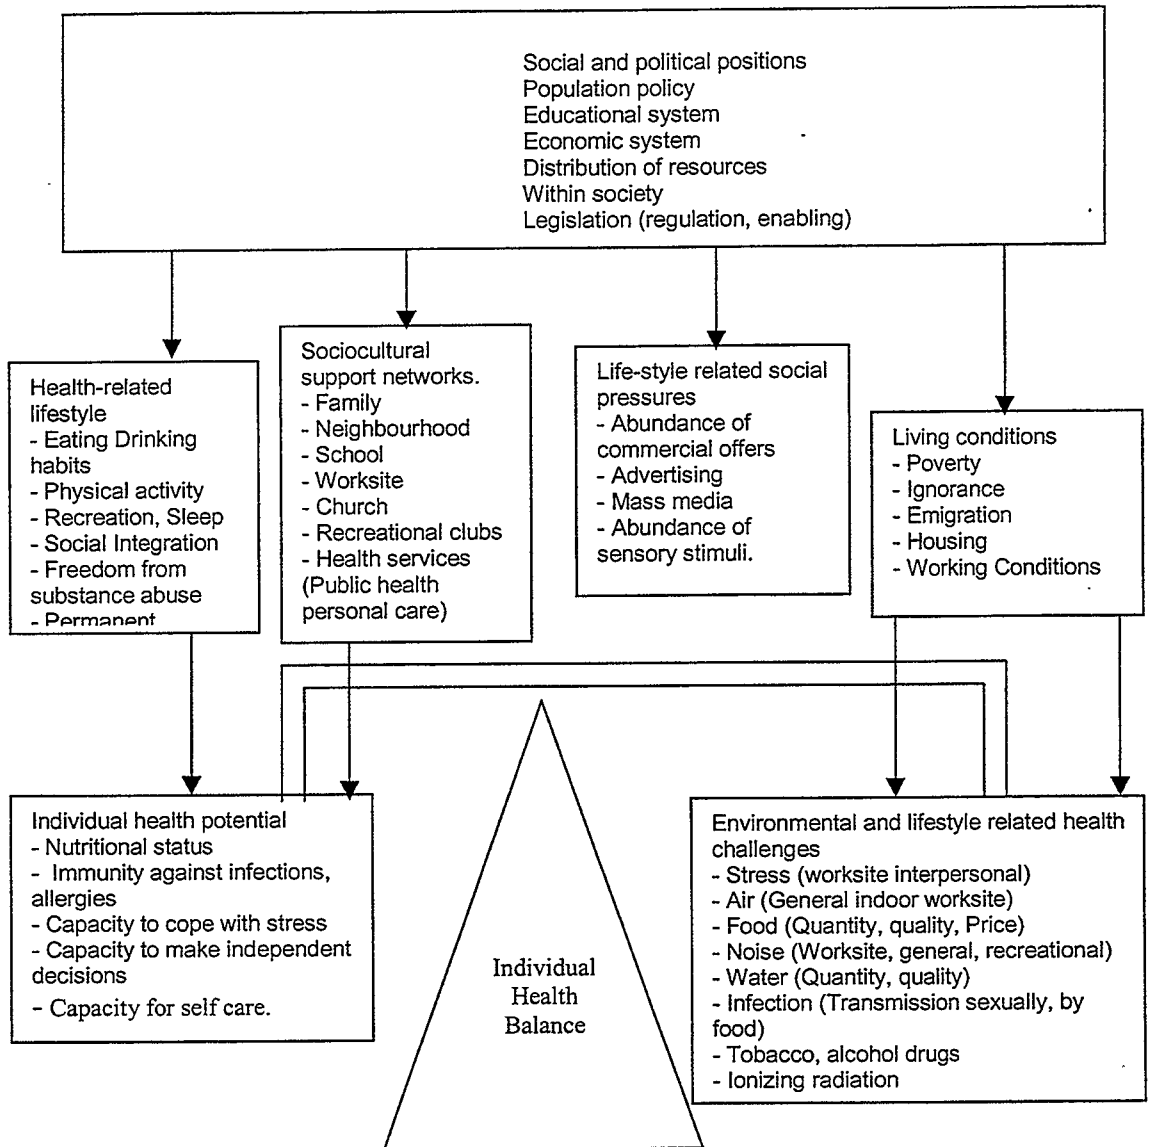 Social and political positions
Population policy
Educational system
Economic system
Distribution of resources
Within society
Legislation (regulation, enabling)
Health-related
lifestyle
- Eating Drinking
habits
- Physical activity
- Recreation, Sleep
- Social Integration
- Freedom from
substance abuse
- Permanent
Sociocultural
support networks.
- Family
- Neighbourhood
- School
- Worksite
- Church
- Recreational clubs
- Health services
(Public health
personal care)
Life-style related social
pressures
- Abundance of
commercial offers
- Advertising
- Mass media
- Abundance of
sensory stimuli.
Living conditions
- Poverty
- Ignorance
- Emigration
- Housing
- Working Conditions
Individual health potential
- Nutritional status
- Immunity against infections,
allergies
- Capacity to cope with stress
- Capacity to make independent
decisions
- Capacity for self care.
Individual
Health
Balance
Environmental and lifestyle related health
challenges
- Stress (worksite interpersonal)
- Air (General indoor worksite)
- Food (Quantity, quality, Price)
- Noise (Worksite, general, recreational)
- Water (Quantity, quality)
- Infection (Transmission sexually, by
food)
- Tobacco, alcohol drugs
- Ionizing radiation